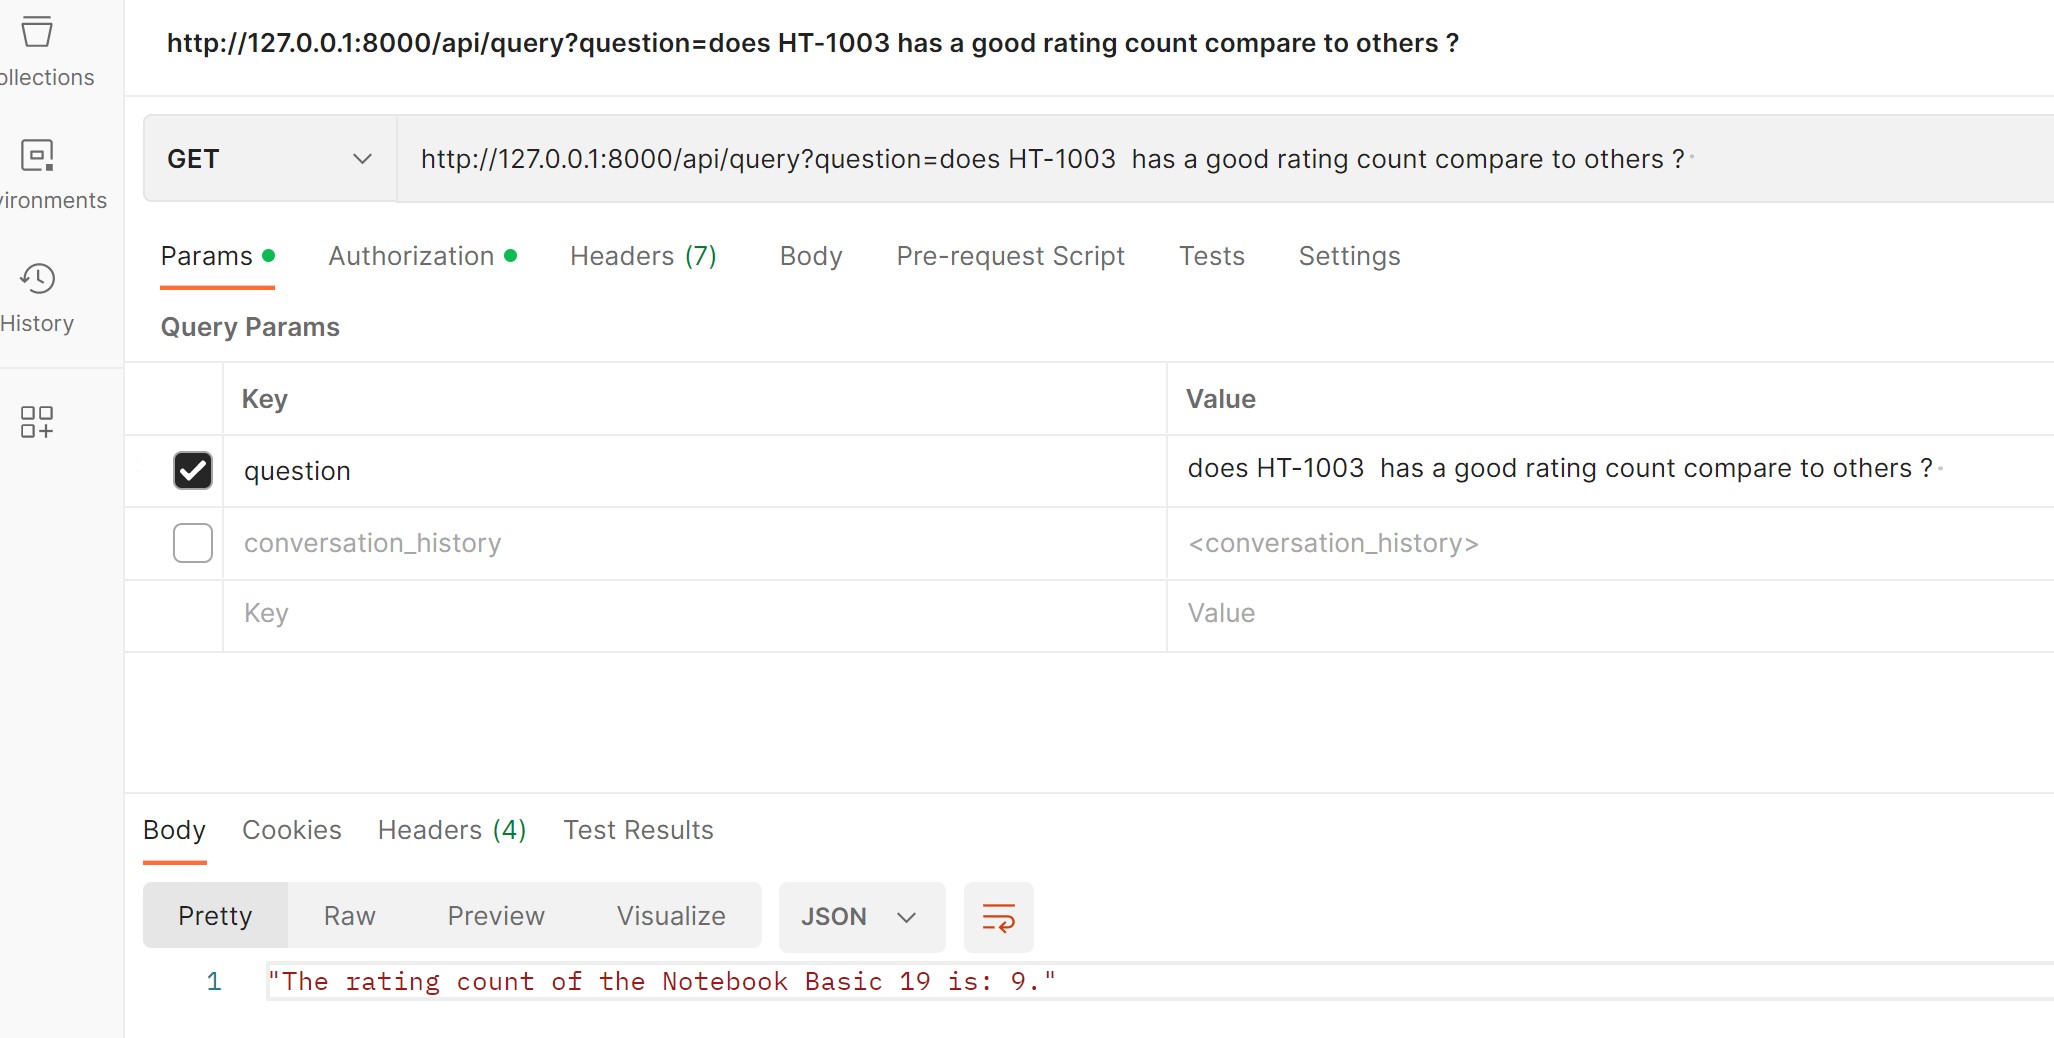 http://127.0.0.1:8000/api/query?question=does HT-1003 has a good rating count compare to others ?
ollections
GET
http://127.0.0.1:8000/api/query?question=does HT-1003  has a good rating count compare to others ?
vironments
Params
Authorization
Headers (7)
Body
Pre-request Script
Tests
Settings
History
Query Params
Key
Value
question
does HT-1003  has a good rating count compare to others ?
conversation_history
<conversation_history>
Key
Value
Body
Cookies
Headers (4)
Test Results
Pretty
Raw
Preview
Visualize
JSON
1
"The rating count of the Notebook Basic 19 is: 9."